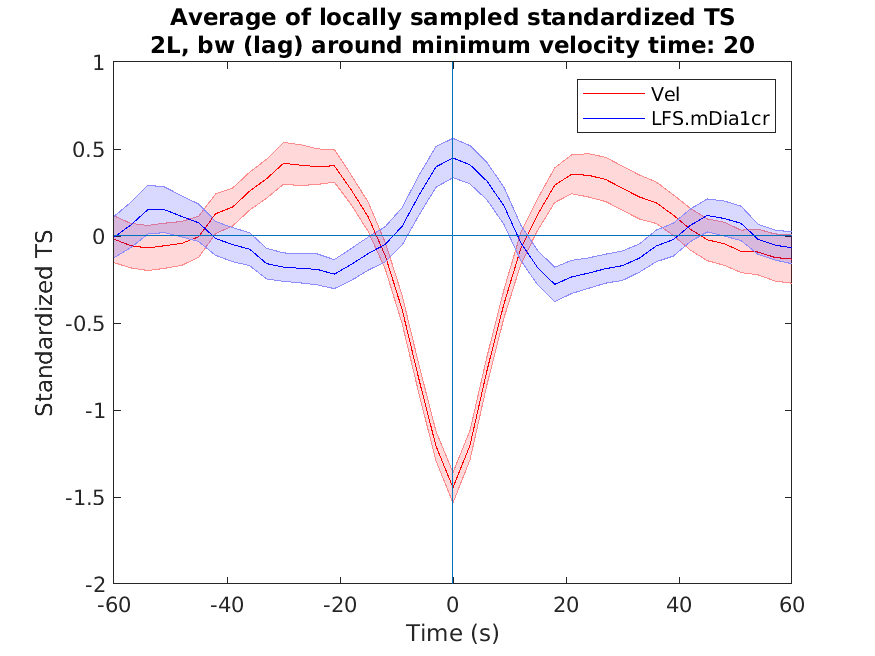 Average of locally sampled standardized TS
2L, bw (lag) around minimum velocity time: 20
1
0.5
0
-0.5
-1
-1.5
-2
Standardized TS
Vel
LFS.mDia1cr
-60
-40
-20
0
20
40
60
Time (s)